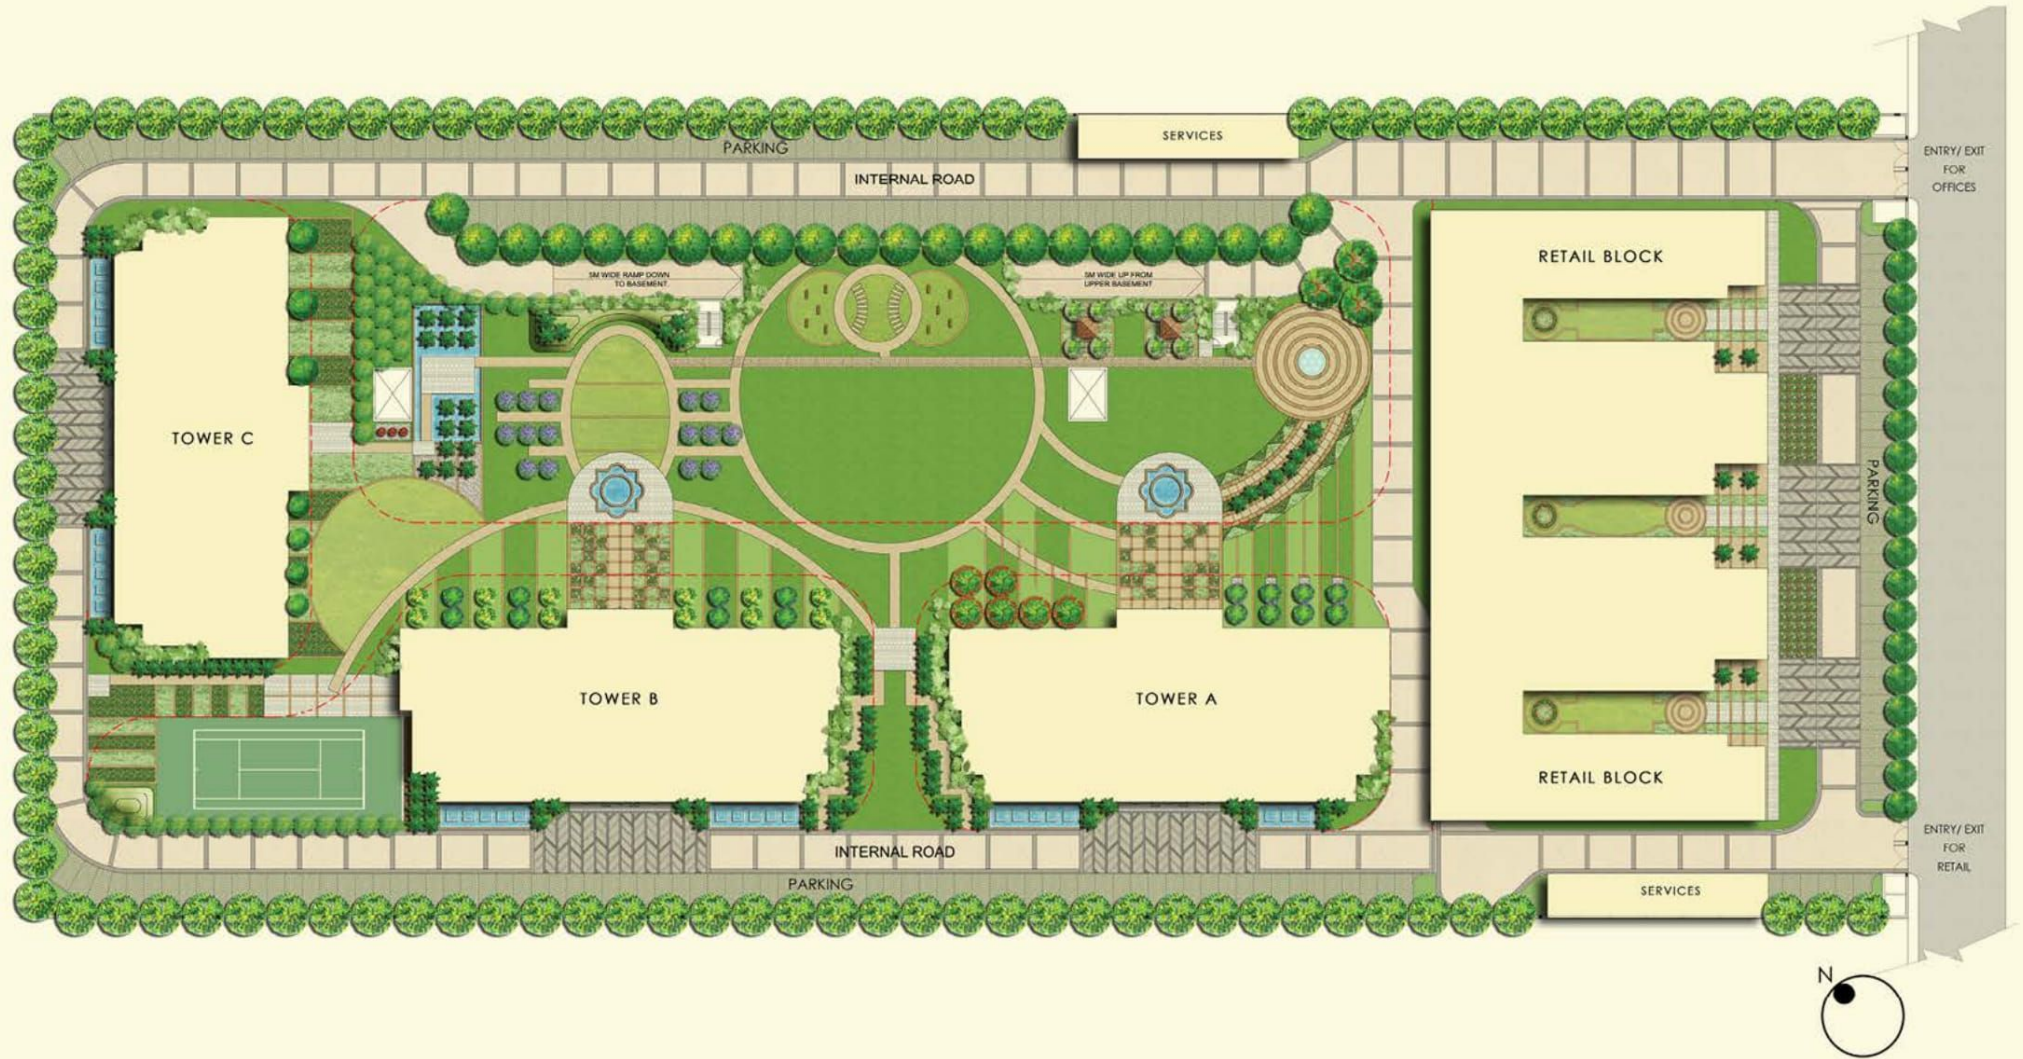 SERVICES
PARKING
INTERNAL ROAD
ENTRY/ EXIT
FOR
OFFICES
RETAIL BLOCK
5M WIDE RAMP DOWN
TO BASEMENT.
5M WIDE UP FROM
UPPER BASEMENT
TOWER C
PARKING
TOWER B
TOWER A
RETAIL BLOCK
ENTRY/ EXIT
FOR
RETAIL
INTERNAL ROAD
PARKING
SERVICES
N